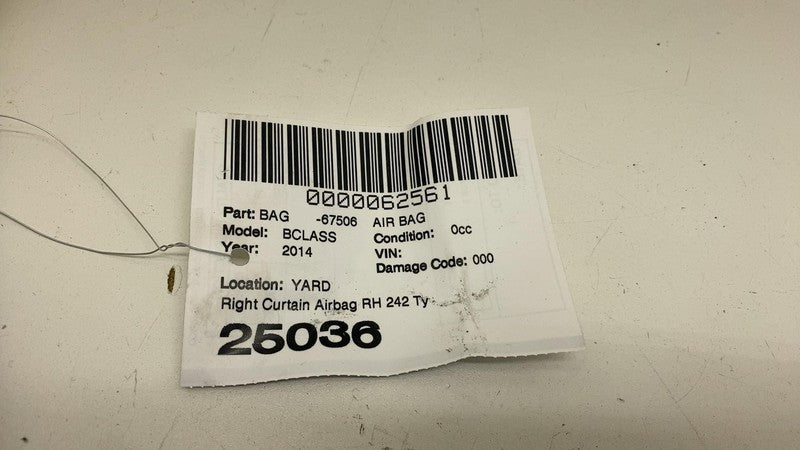 0000062561
Part: BAG -67506 AIR BAG
Model: BCLASS Condition: 0cc
Year: 2014 VIN:
Damage Code: 000
Location: YARD
Right Curtain Airbag RH 242 Ty
25036